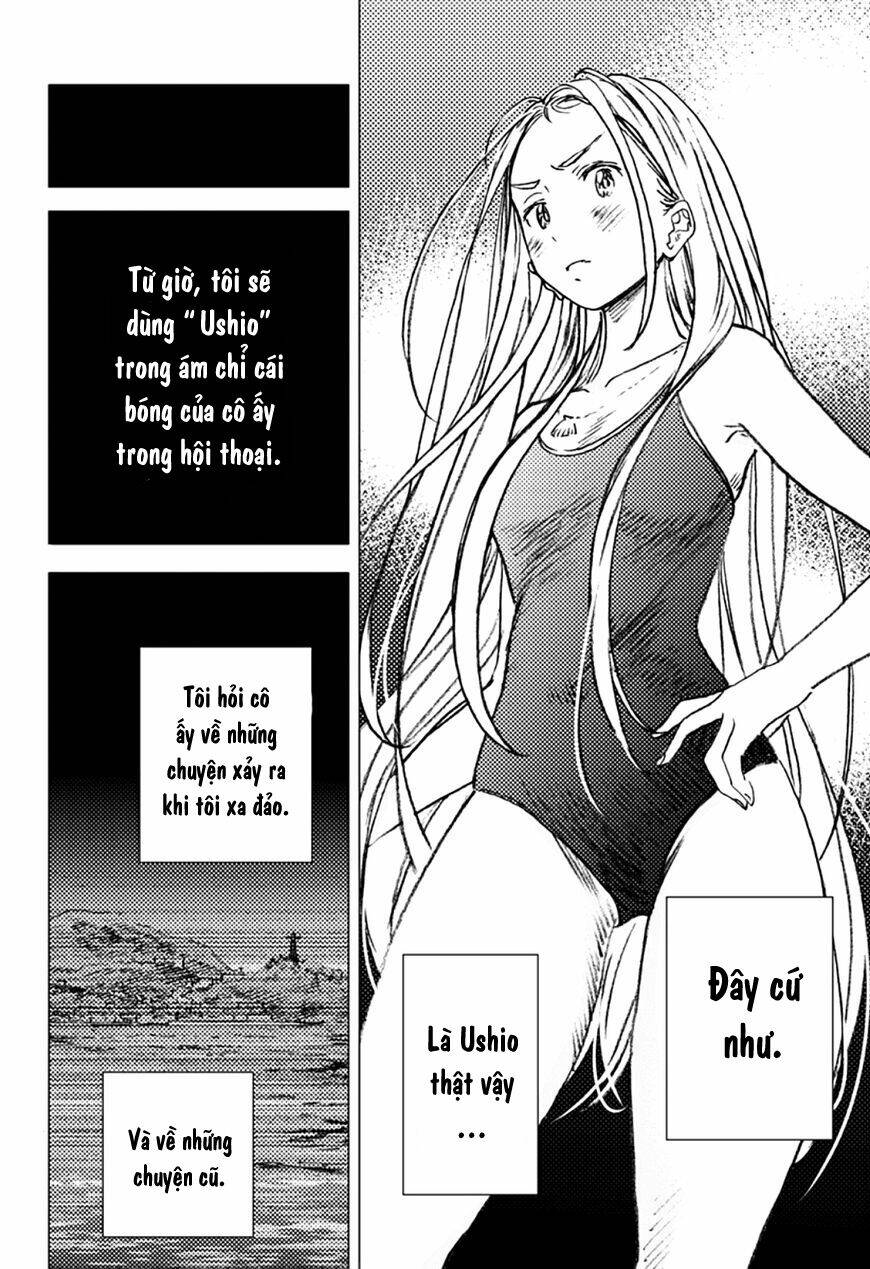 Đây cứ
như.
Là Ushio
thật vậy
...
Từ giờ, tôi sẽ
dùng “ Ushio”
trong ám chỉ cái
bóng của cô ấy
trong hội thoại.
Tôi hỏi cô
ấy về những
chuyện xảy ra
khi tôi xa đảo.
Và về những
chuyện cũ.